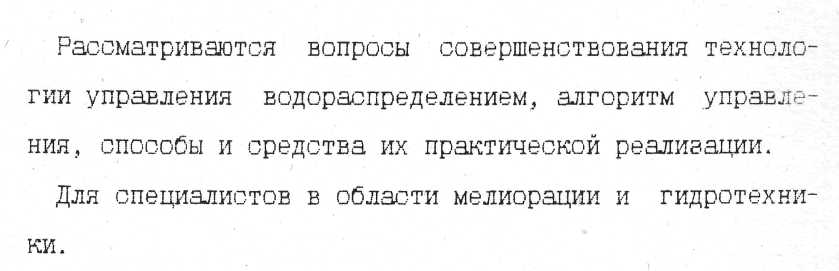 Рассматриваются вопросы совершенствования техноло-
гии управления водораспределением, алгоритм управле-
ния, способы и средства их практической реализации.
Для специалистов в области мелиорации и гидротехни-
ки.